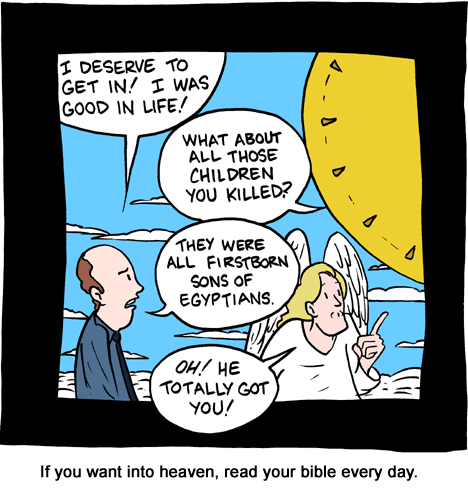 I DESERVE TO
GET IN! I WAS
GOOD IN LIFE!
WHAT ABOUT
ALL THOSE
CHILDREN
YOU KILLED?
THEY WERE
ALL FIRSTBORN
SONS OF
EGYPTIANS.
OH! HE
TOTALLY GOT
YOU!
If you want into heaven, read your bible every day.